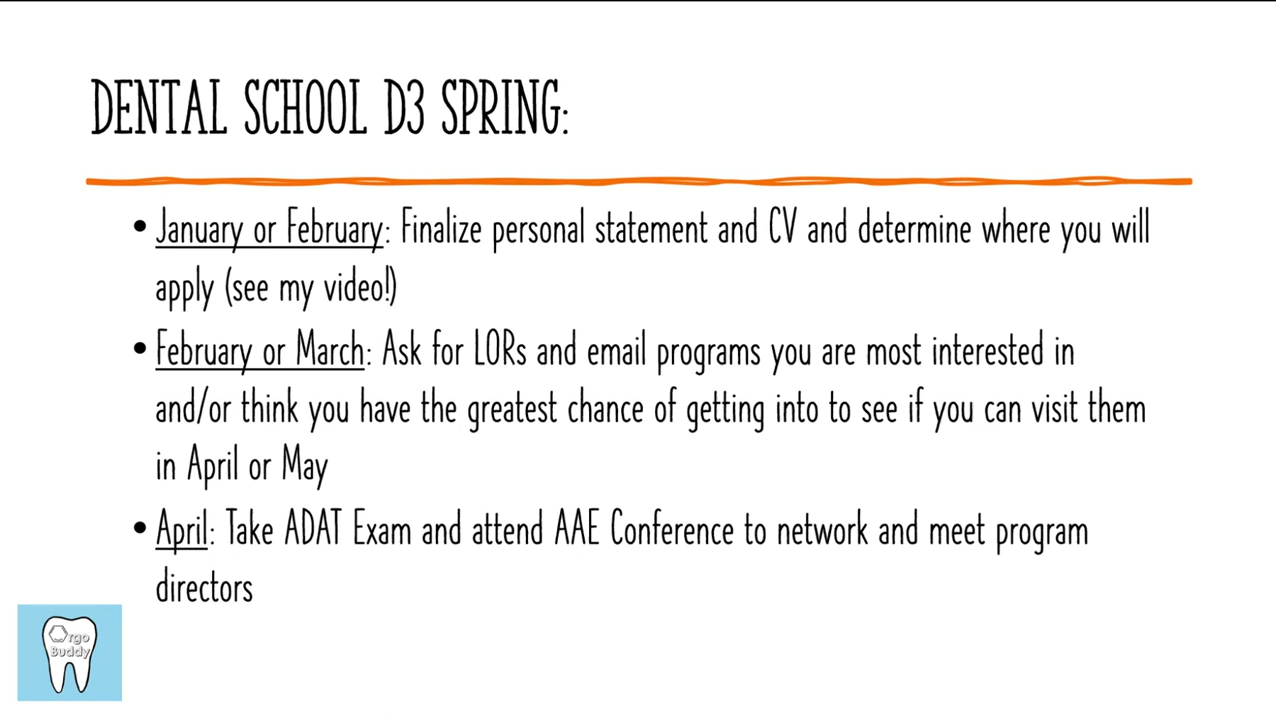 DENTAL SCHOOL D3 SPRING:
• January or February: Finalize personal statement and CV and determine where you will
apply (see my video!)
• February or March: Ask for LORs and email programs you are most interested in
and/or think you have the greatest chance of getting into to see if you can visit them
in April or May
• April: Take ADAT Exam and attend AAE Conference to network and meet program
directors
Orgo
Buddy